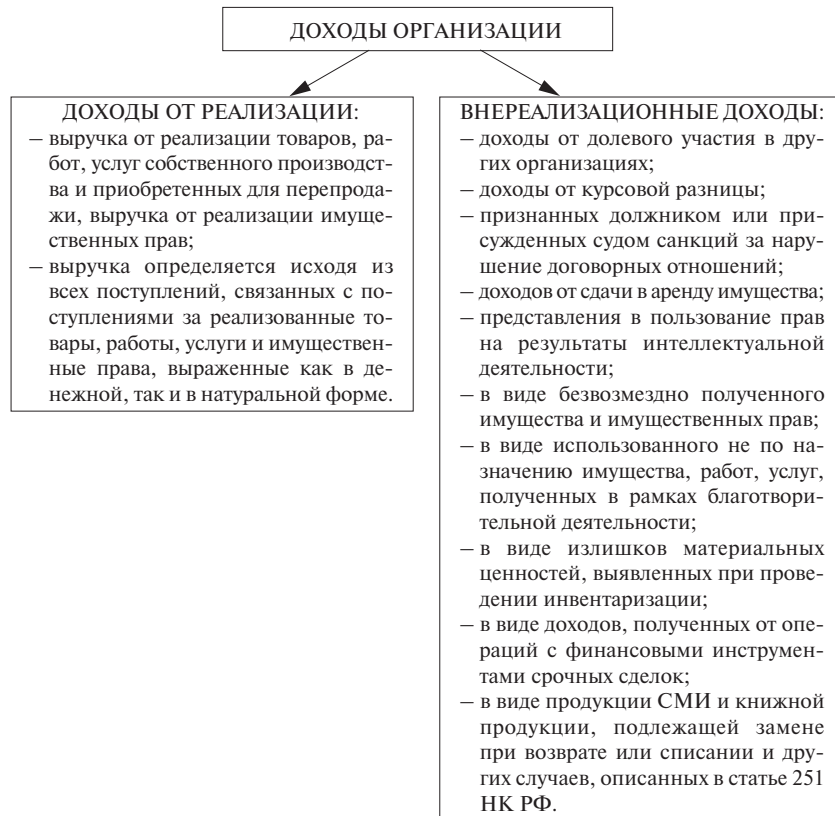 ДОХОДЫ ОРГАНИЗАЦИИ
ДОХОДЫ ОТ РЕАЛИЗАЦИИ:
– выручка от реализации товаров, ра-
бот, услуг собственного производст-
ва и приобретенных для перепрода-
жи, выручка от реализации имуще-
ственных прав;
– выручка определяется исходя из
всех поступлений, связанных с по-
ступлениями за реализованные то-
вары, работы, услуги и имуществен-
ные права, выраженные как в де-
нежной, так и в натуральной форме.
ВНЕРЕАЛИЗАЦИОННЫЕ ДОХОДЫ:
– доходы от долевого участия в дру-
гих организациях;
– доходы от курсовой разницы;
– признанных должником или при-
сужденных судом санкций за нару-
шение договорных отношений;
– доходов от сдачи в аренду имущества;
– представления в пользование прав
на результаты интеллектуальной
деятельности;
– в виде безвозмездно полученного
имущества и имущественных прав;
– в виде использованного не по на-
значению имущества, работ, услуг,
полученных в рамках благотвори-
тельной деятельности;
– в виде излишков материальных
ценностей, выявленных при прове-
дении инвентаризации;
– в виде доходов, полученных от опе-
раций с финансовыми инструмен-
тами срочных сделок;
– в виде продукции СМИ и книжной
продукции, подлежащей замене
при возврате или списании и дру-
гих случаев, описанных в статье 251
НК РФ.